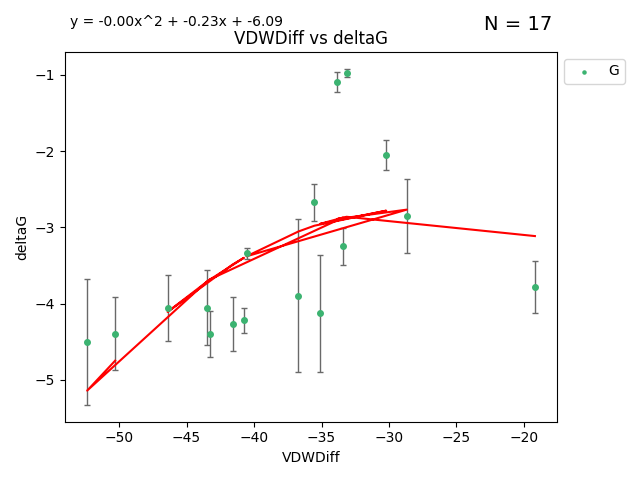 y = -0.00x^2 + -0.23x + -6.09
N = 17
VDWDiff vs deltaG
G
−1
−2
−3
−4
−5
deltaG
−50
−45
−40
−35
−30
−25
−20
VDWDiff